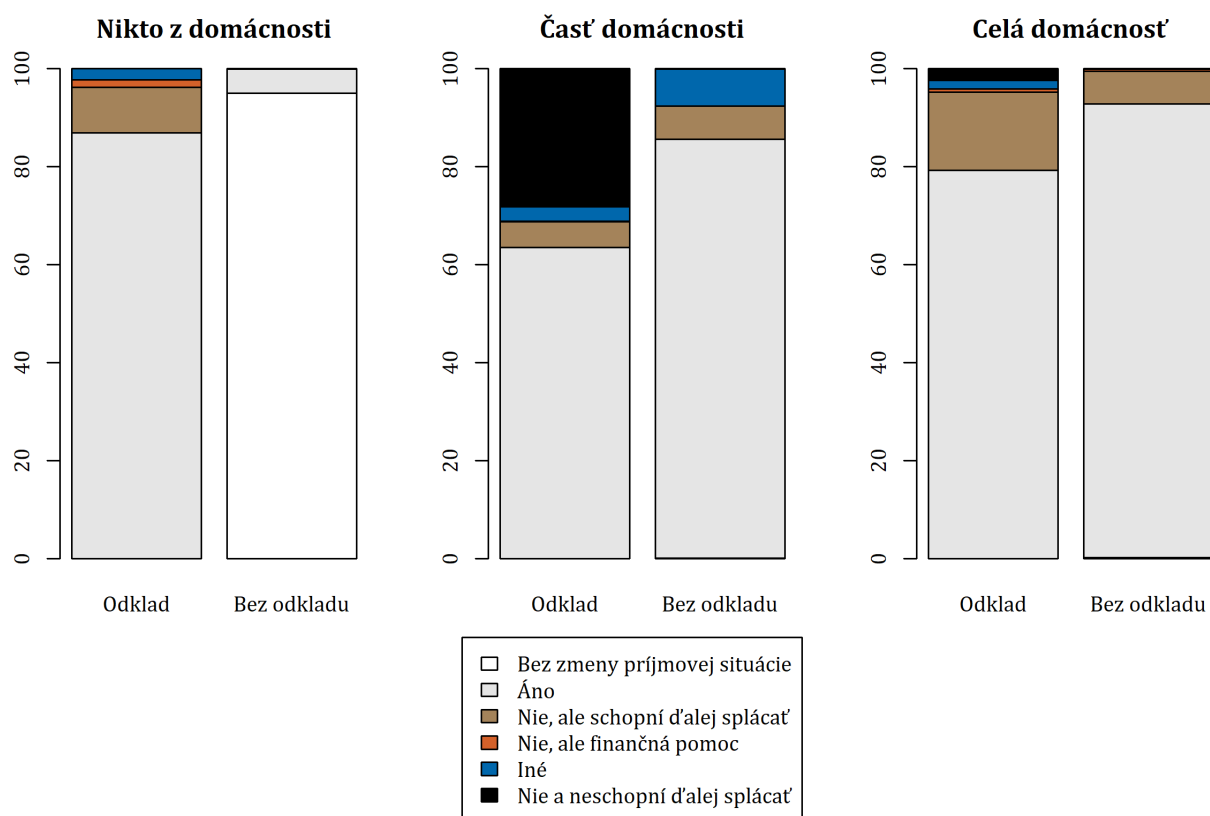 Nikto z domácnosti
Časť domácnosti
Celá domácnosť
100
80
60
40
20
0
Odklad
Bez odkladu
100
80
60
40
20
0
Odklad
Bez odkladu
100
80
60
40
20
0
Odklad
Bez odkladu
Bez zmeny príjmovej situácie
Áno
Nie, ale schopní ďalej splácať
Nie, ale finančná pomoc
Iné
Nie a neschopní ďalej splácať